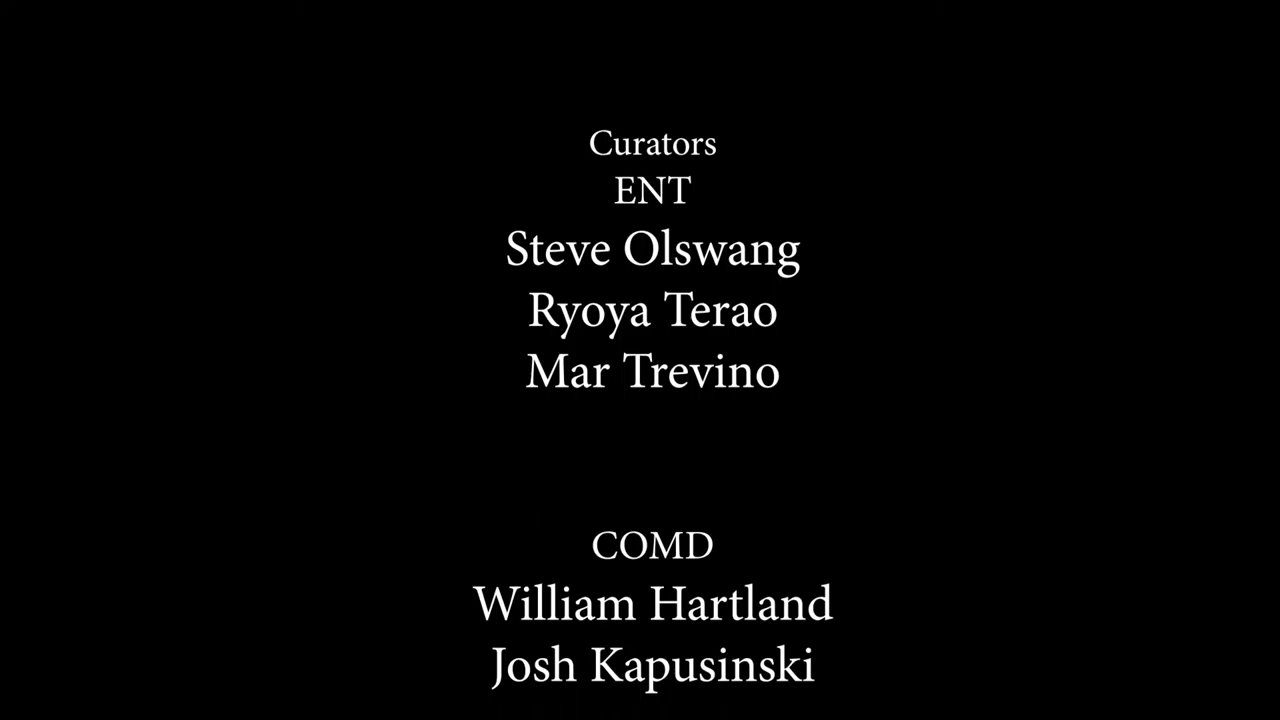 Curators
ENT
Steve Olswang
Ryoya Terao
Mar Trevino
COMD
William Hartland
Josh Kapusinski